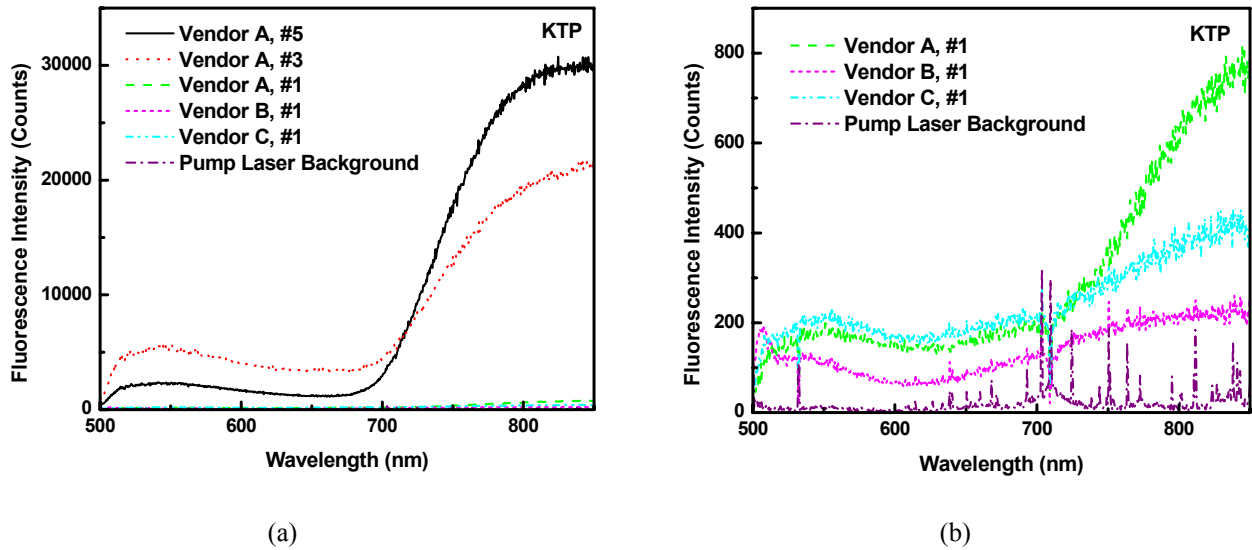 Vendor A, #5
KTP
Vendor A, #3
Vendor A, #1
Vendor B, #1
Vendor C, #1
Pump Laser Background
30000
20000
10000
0
500
600
700
800
Fluorescence Intensity (Counts)
Wavelength (nm)
(a)
KTP
Vendor A, #1
Vendor B, #1
Vendor C, #1
Pump Laser Background
800
600
400
200
0
500
600
700
800
Fluorescence Intensity (Counts)
Wavelength (nm)
(b)